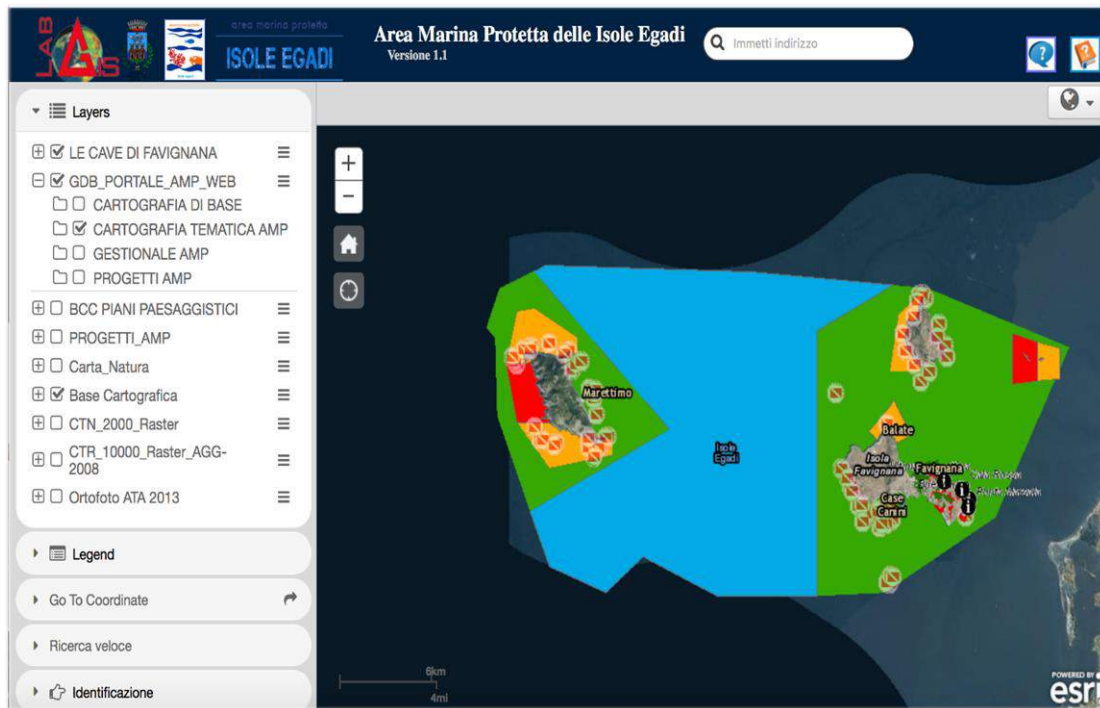 LAB
GIS
area marina protetta
ISOLE EGADI
Area Marina Protetta delle Isole Egadi
Versione 1.1
Immetti indirizzo
Layers
LE CAVE DI FAVIGNANA
GDB_PORTALE_AMP_WEB
CARTOGRAFIA DI BASE
CARTOGRAFIA TEMATICA AMP
GESTIONALE AMP
PROGETTI AMP
BCC PIANI PAESAGGISTICI
PROGETTI_AMP
Carta_Natura
Base Cartografica
CTN_2000_Raster
CTR_10000_Raster_AGG-
2008
Ortofoto ATA 2013
Legend
Go To Coordinate
Ricerca veloce
Identificazione
Marettimo
Isole
Egadi
Balate
Isola
Favignana
Favignana
Case
Canini
6km
4mi
POWERED BY
esri